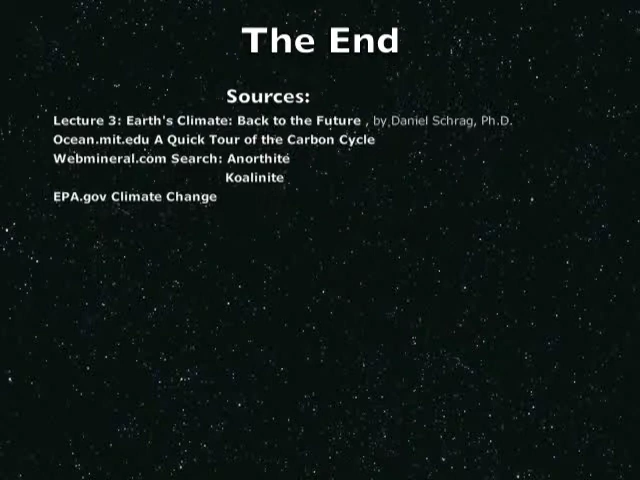 The End
Sources:
Lecture 3: Earth's Climate: Back to the Future , by Daniel Schrag, Ph.D.
Ocean.mit.edu A Quick Tour of the Carbon Cycle
Webmineral.com Search: Anorthite
Koalinite
EPA.gov Climate Change